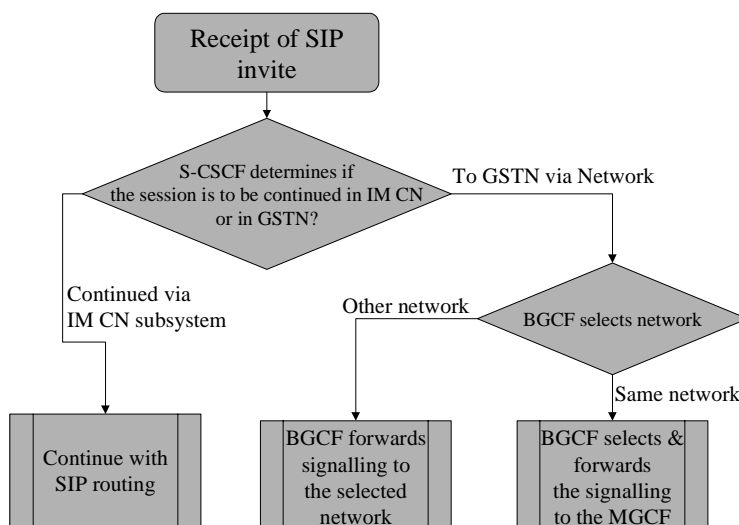 Receipt of SIP
invite
S-CSCF determines if
the session is to be continued in IM CN
or in GSTN?
To GSTN via Network
Continued via
IM CN subsystem
Other network
BGCF selects network
Same network
Continue with
SIP routing
BGCF forwards
signalling to
the selected
network
BGCF selects &
forwards
the signalling
to the MGCF